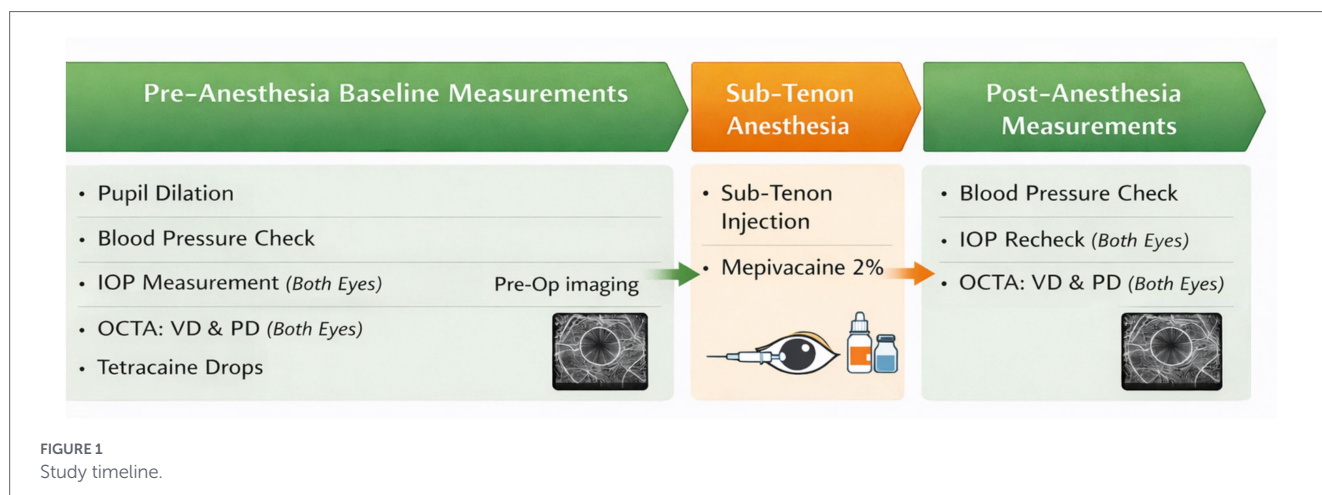 Pre-Anesthesia Baseline Measurements
• Pupil Dilation
• Blood Pressure Check
• IOP Measurement (Both Eyes)
• OCTA: VD & PD (Both Eyes)
• Tetracaine Drops
Pre-Op imaging
Sub-Tenon
Anesthesia
• Sub-Tenon
Injection
• Mepivacaine 2%
Post-Anesthesia
Measurements
• Blood Pressure Check
• IOP Recheck (Both Eyes)
• OCTA: VD & PD (Both Eyes)
FIGURE 1
Study timeline.